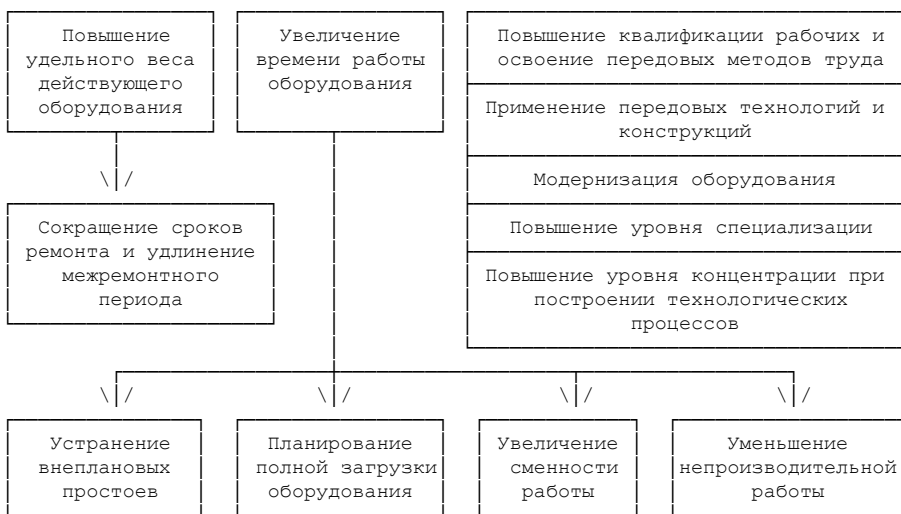 Повышение
удельного веса
действующего
оборудования
Увеличение
времени работы
оборудования
Повышение квалификации рабочих и
освоение передовых методов труда
Применение передовых технологий и
конструкций
Модернизация оборудования
Повышение уровня специализации
Повышение уровня концентрации при
построении технологических
процессов
Сокращение сроков
ремонта и удлинение
межремонтного
периода
Устранение
внеплановых
простоев
Планирование
полной загрузки
оборудования
Увеличение
сменности
работы
Уменьшение
непроизводительной
работы